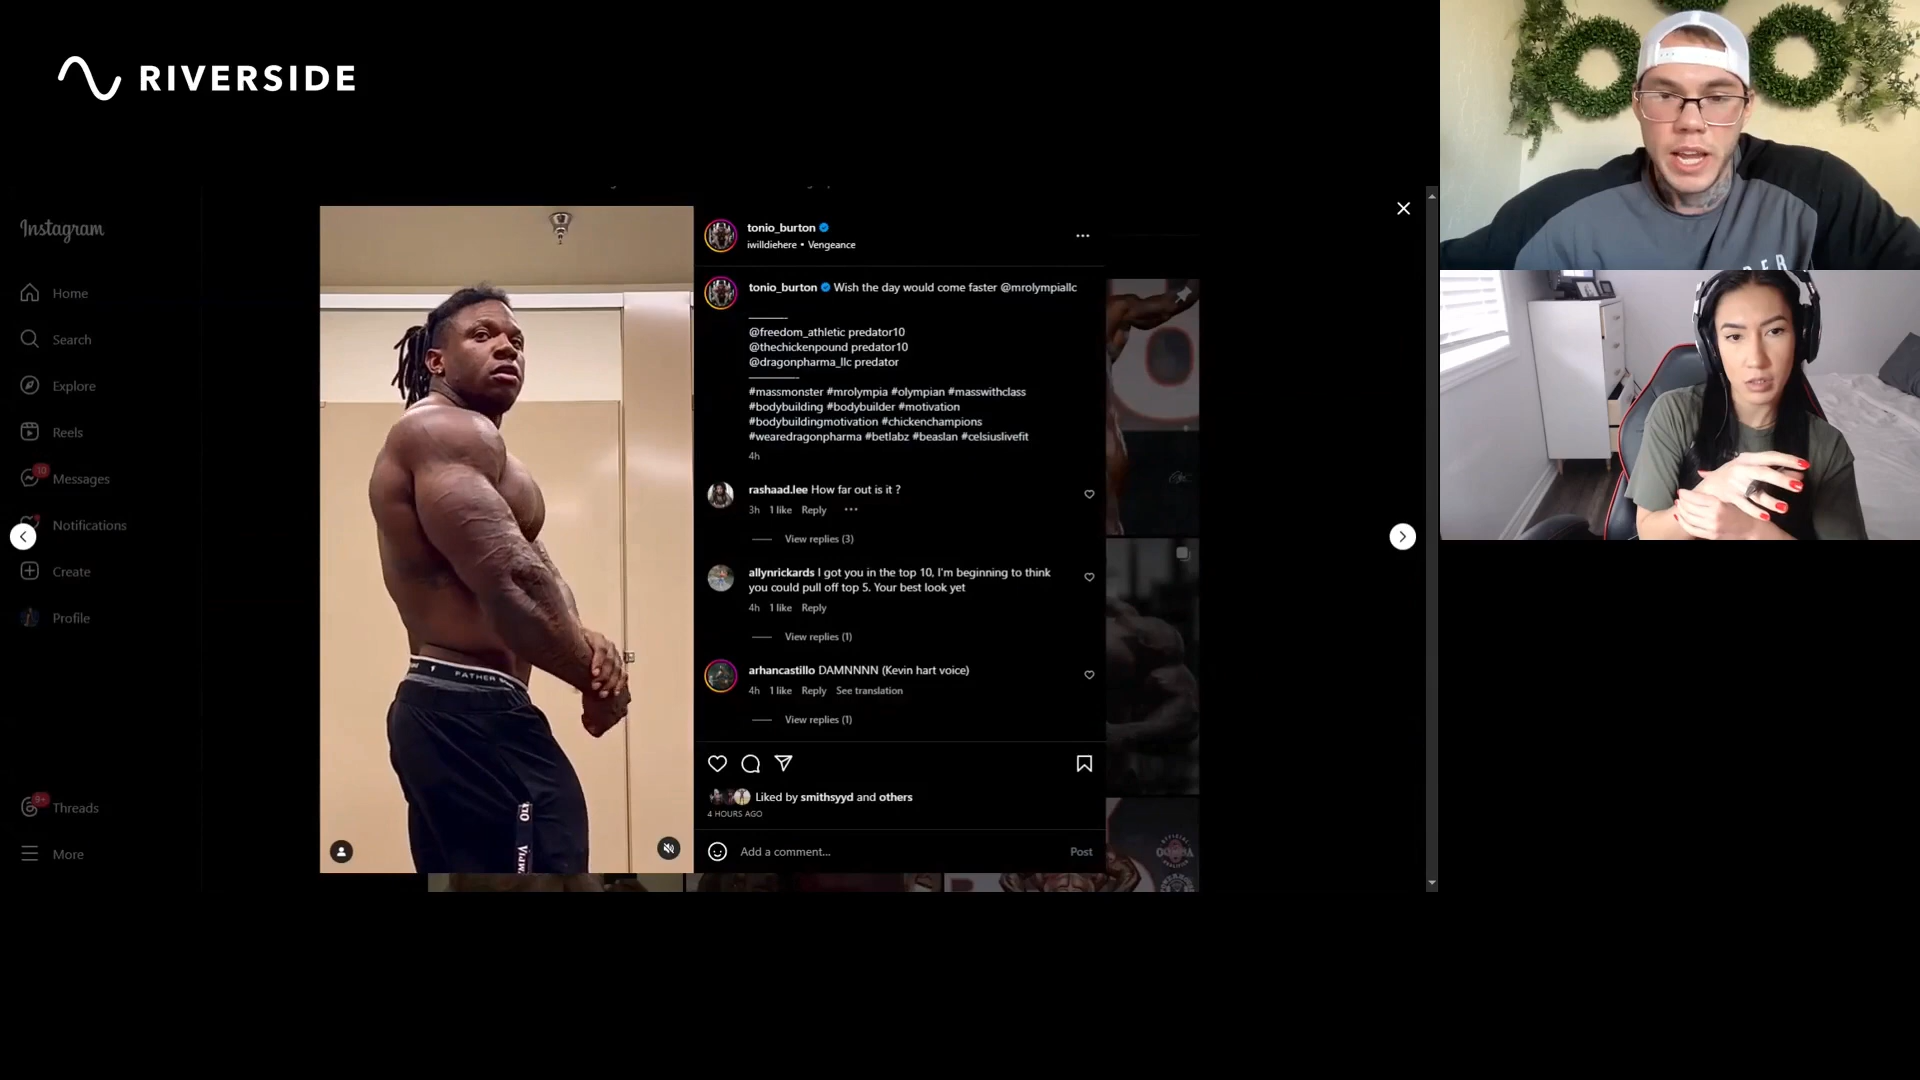 RIVERSIDE
Instagram
Home
Search
Explore
Reels
10
Messages
Notifications
Create
Profile
9+
Threads
More
FATHER
OLY
YMPIA
tonio_burton
iwilldiehere • Vengeance
tonio_burton Wish the day would come faster @mrolympiallc
@freedom_athletic predator10
@thechickenpound predator10
@dragonpharma_llc predator
#massmonster #mrolympia #olympian #masswithclass
#bodybuilding #bodybuilder #motivation
#bodybuildingmotivation #chickenchampions
#wearedragonpharma #betlabz #beaslan #celsiuslivefit
4h
rashaad.lee How far out is it ?
3h 1 like Reply
View replies (3)
allynrickards I got you in the top 10, I'm beginning to think
you could pull off top 5. Your best look yet
4h 1 like Reply
View replies (1)
arhancastillo DAMNNNN (Kevin hart voice)
4h 1 like Reply See translation
View replies (1)
Liked by smithsyyd and others
4 HOURS AGO
Add a comment...
Post